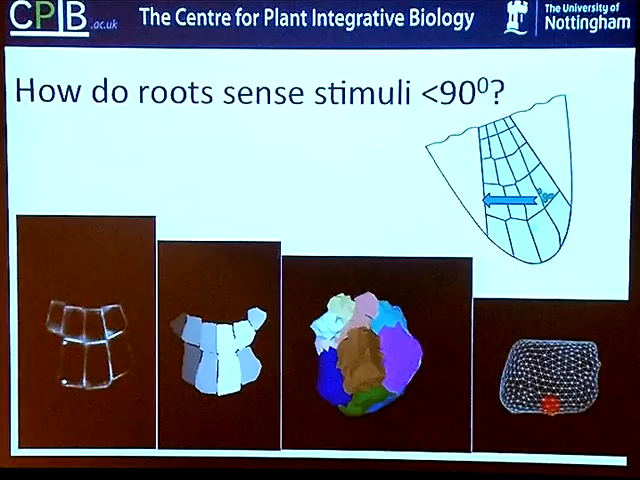 CPIB .ac.uk
The Centre for Plant Integrative Biology
The University of
Nottingham
How do roots sense stimuli <90⁰?